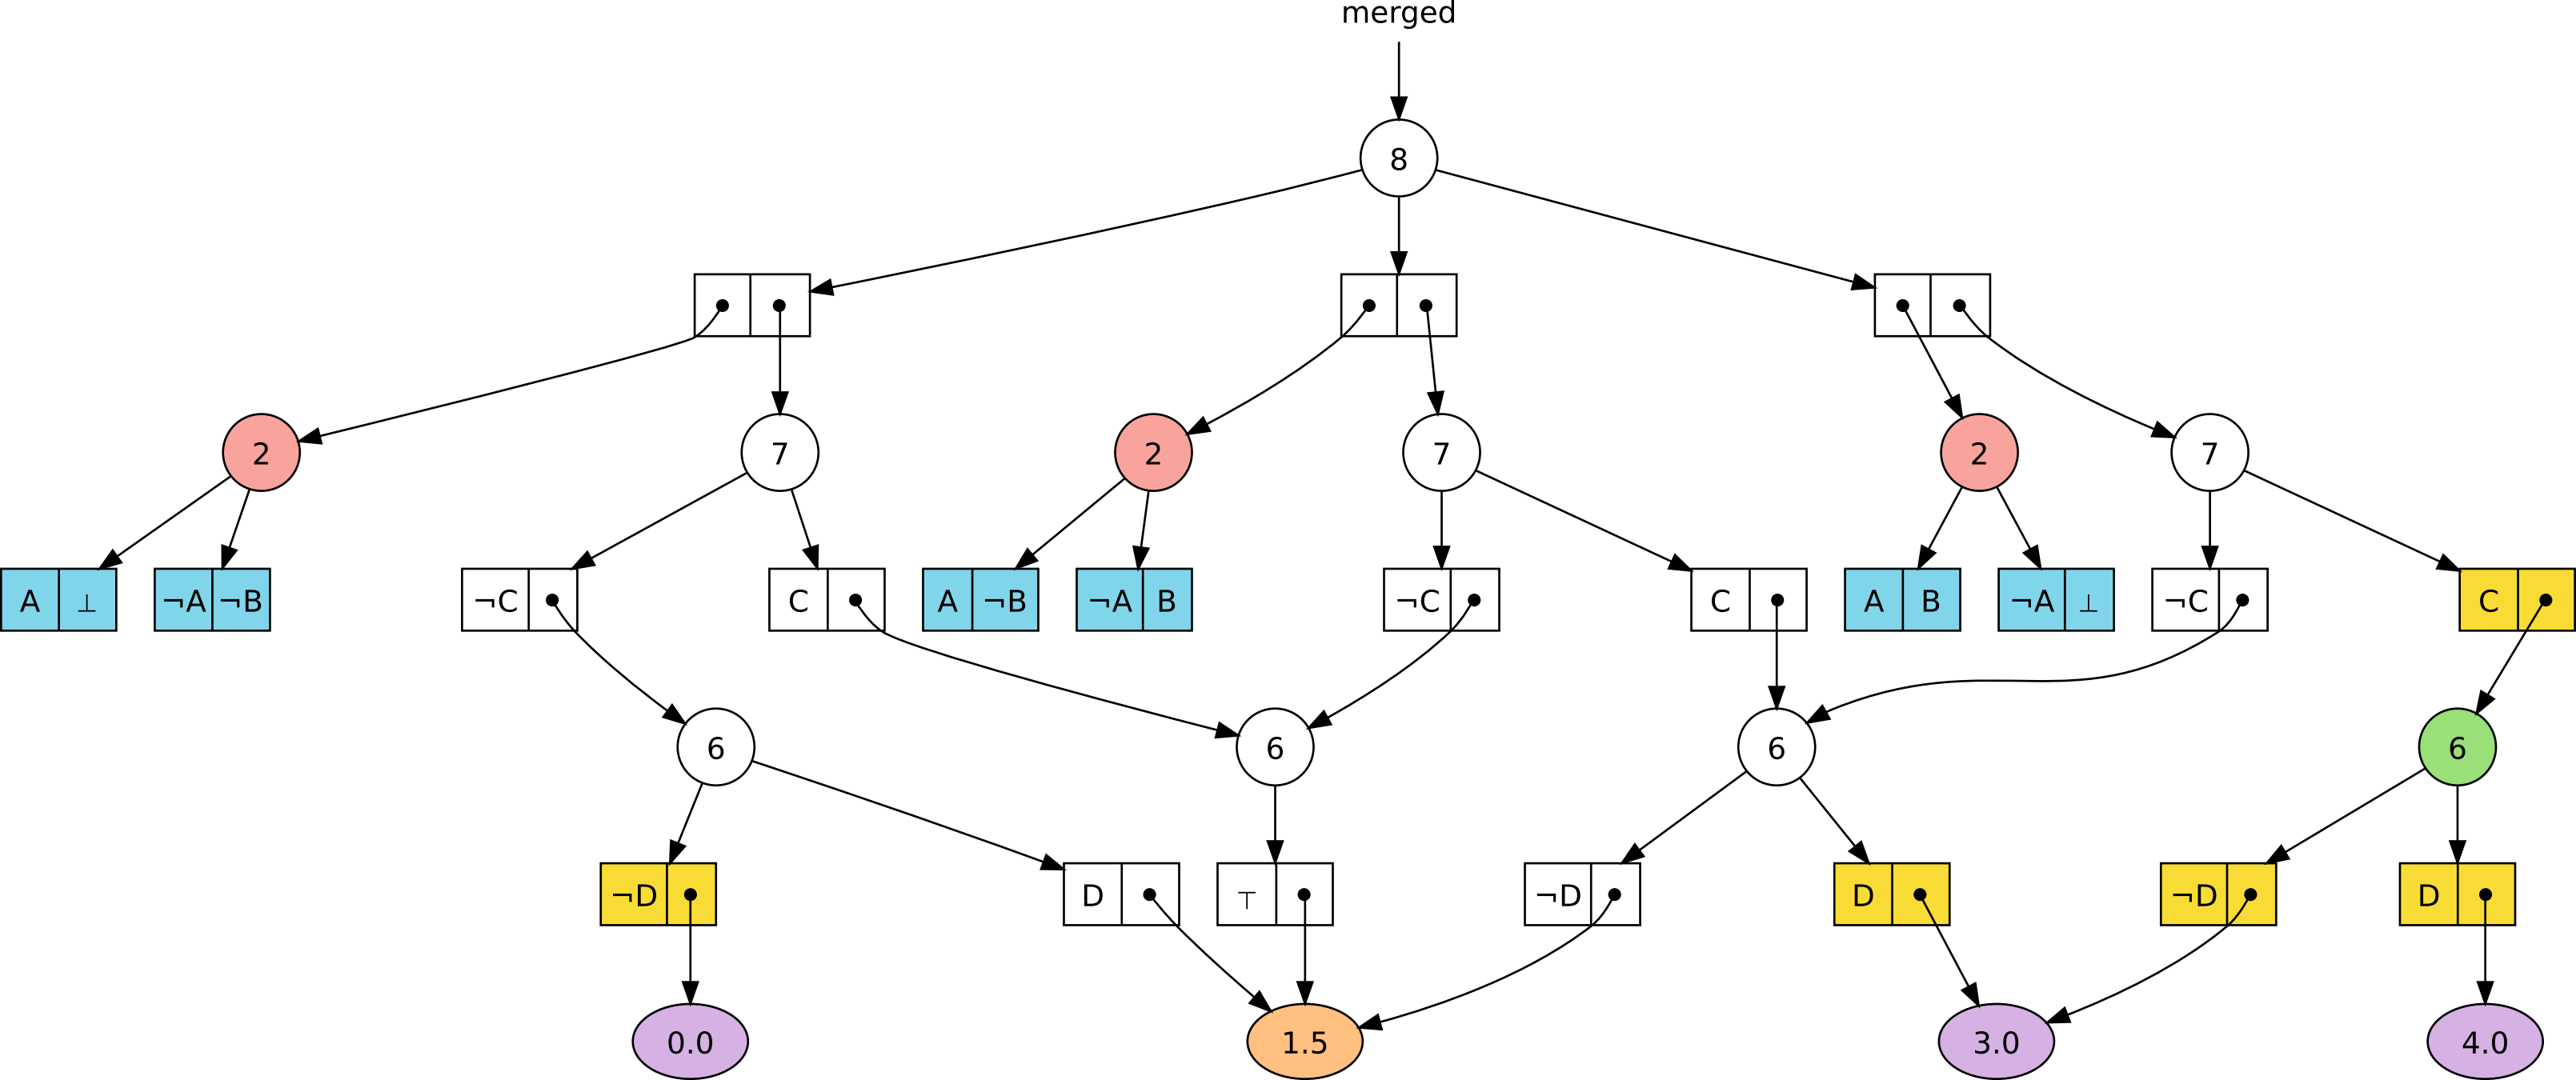 merged
8
2 7 2 7 2 7
A ⊥ ¬A ¬B ¬C C A ¬B ¬A B ¬C C A B ¬A ⊥ ¬C C
6 6 6 6
¬D D ⊤ ¬D D ¬D D
0.0 1.5 3.0 4.0